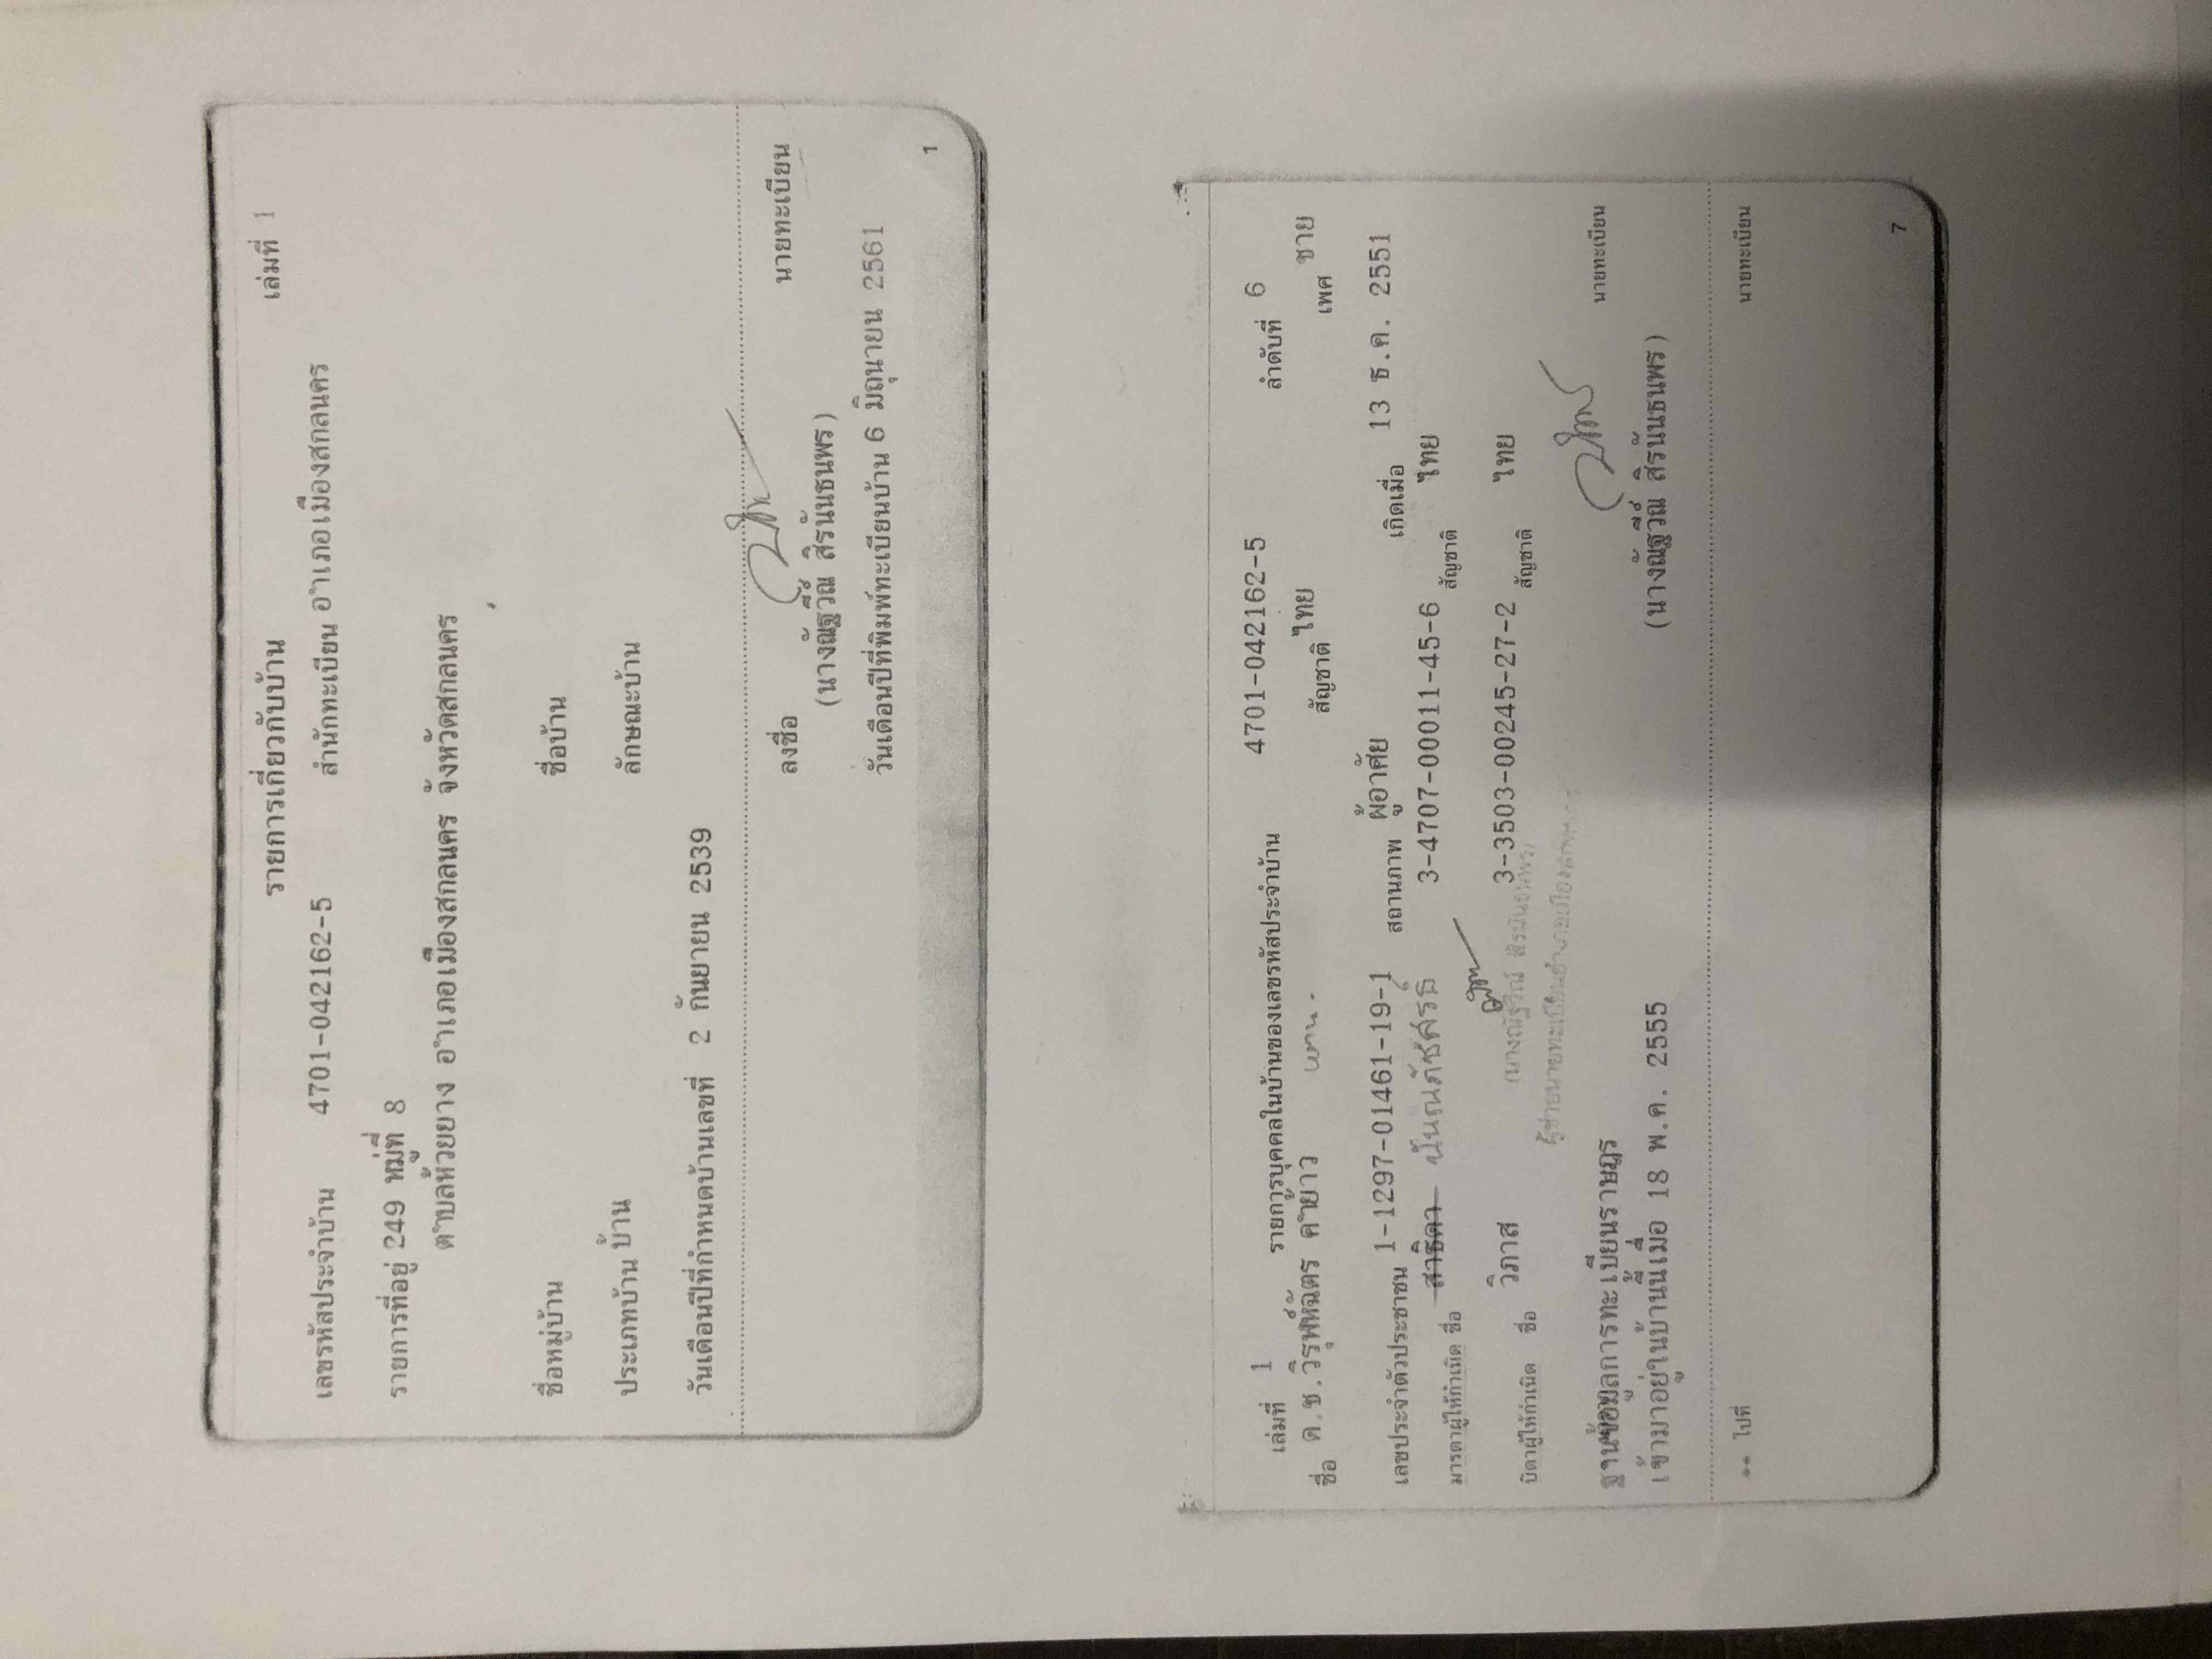 รายการเกี่ยวกับบ้าน เล่มที่ 1
เลขรหัสประจำบ้าน 4701-042162-5 สำนักทะเบียน อำเภอเมืองสกลนคร
รายการที่อยู่ 249 หมู่ที่ 8
ตำบลห้วยยาง อำเภอเมืองสกลนคร จังหวัดสกลนคร
ชื่อหมู่บ้าน ชื่อบ้าน
ประเภทบ้าน บ้าน ลักษณะบ้าน
วันเดือนปีที่กำหนดบ้านเลขที่ 2 กันยายน 2539
ลงชื่อ นายทะเบียน
(นางณัฐวีณ์ สิรนันธนพร)
วันเดือนปีที่พิมพ์ทะเบียนบ้าน 6 มิถุนายน 2561
1
เล่มที่ 1 รายการบุคคลในบ้านของเลขรหัสประจำบ้าน 4701-042162-5 ลำดับที่ 6
ชื่อ ด.ช.วิรุฬห์ฉัตร คำยาว สัญชาติ ไทย เพศ ชาย
เลขประจำตัวประชาชน 1-1297-01461-19-1 สถานภาพ ผู้อาศัย เกิดเมื่อ 13 ธ.ค. 2551
มารดาผู้ให้กำเนิด ชื่อ สาธิดา 3-4707-00011-45-6 สัญชาติ ไทย
บิดาผู้ให้กำเนิด ชื่อ วิภาส 3-3503-00245-27-2 สัญชาติ ไทย
(นางณัฐวีณ์ สิรนันธนพร)
ผู้ช่วยนายทะเบียนอำเภอเมืองสกลนคร
ฐานข้อมูลการทะเบียนราษฎร นายทะเบียน
เข้ามาอยู่ในบ้านนี้เมื่อ 18 พ.ค. 2555 (นางณัฐวีณ์ สิรนันธนพร)
** ไปที่ นายทะเบียน
7